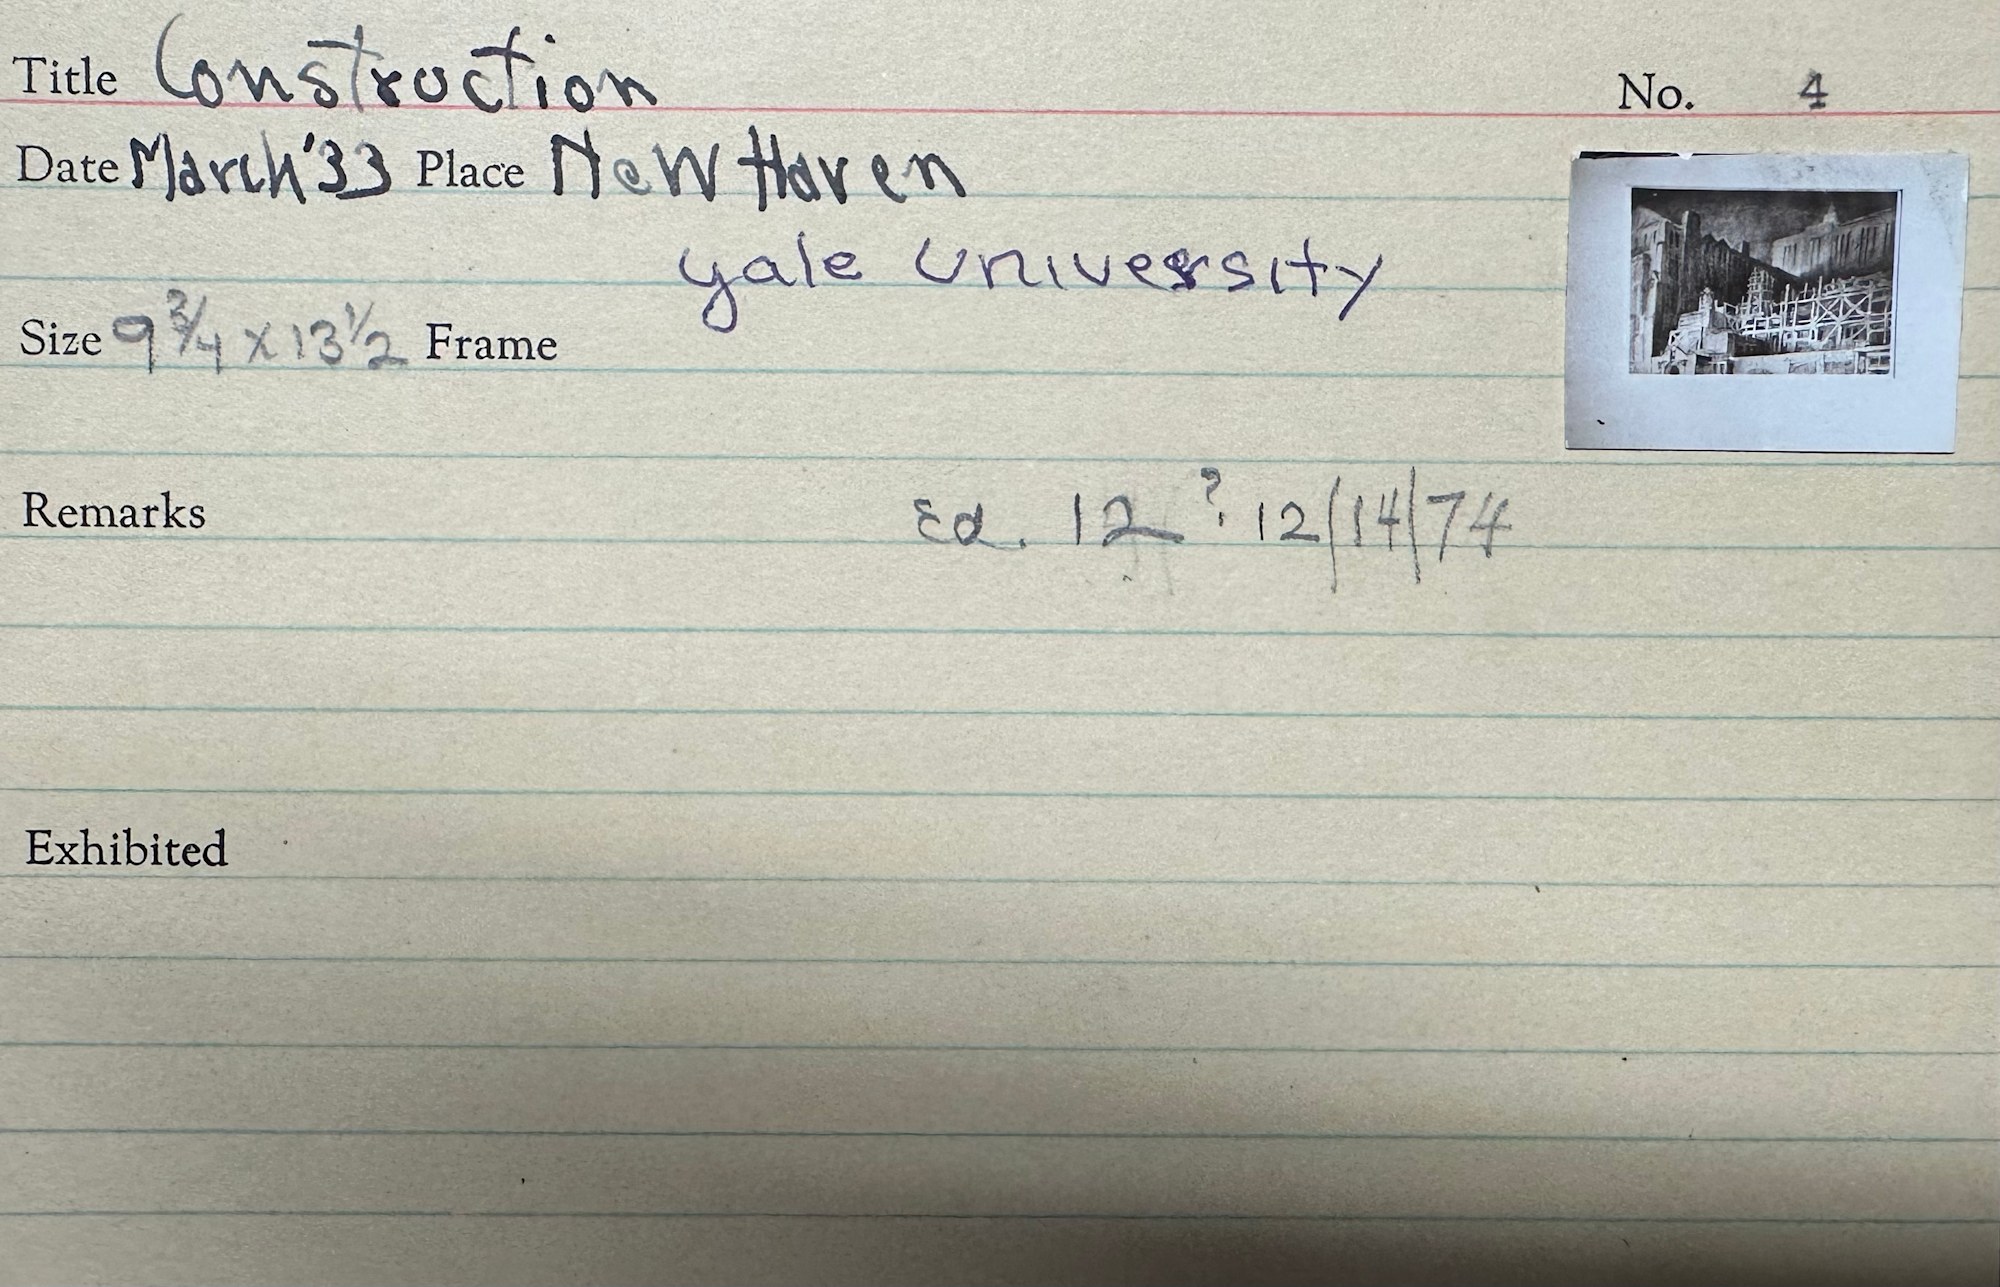 Title Construction No. 4
Date March '33 Place New Haven
Yale University
Size 9 3/4 x 13 1/2 Frame
Remarks Ed. 12 ? 12/14/74
Exhibited